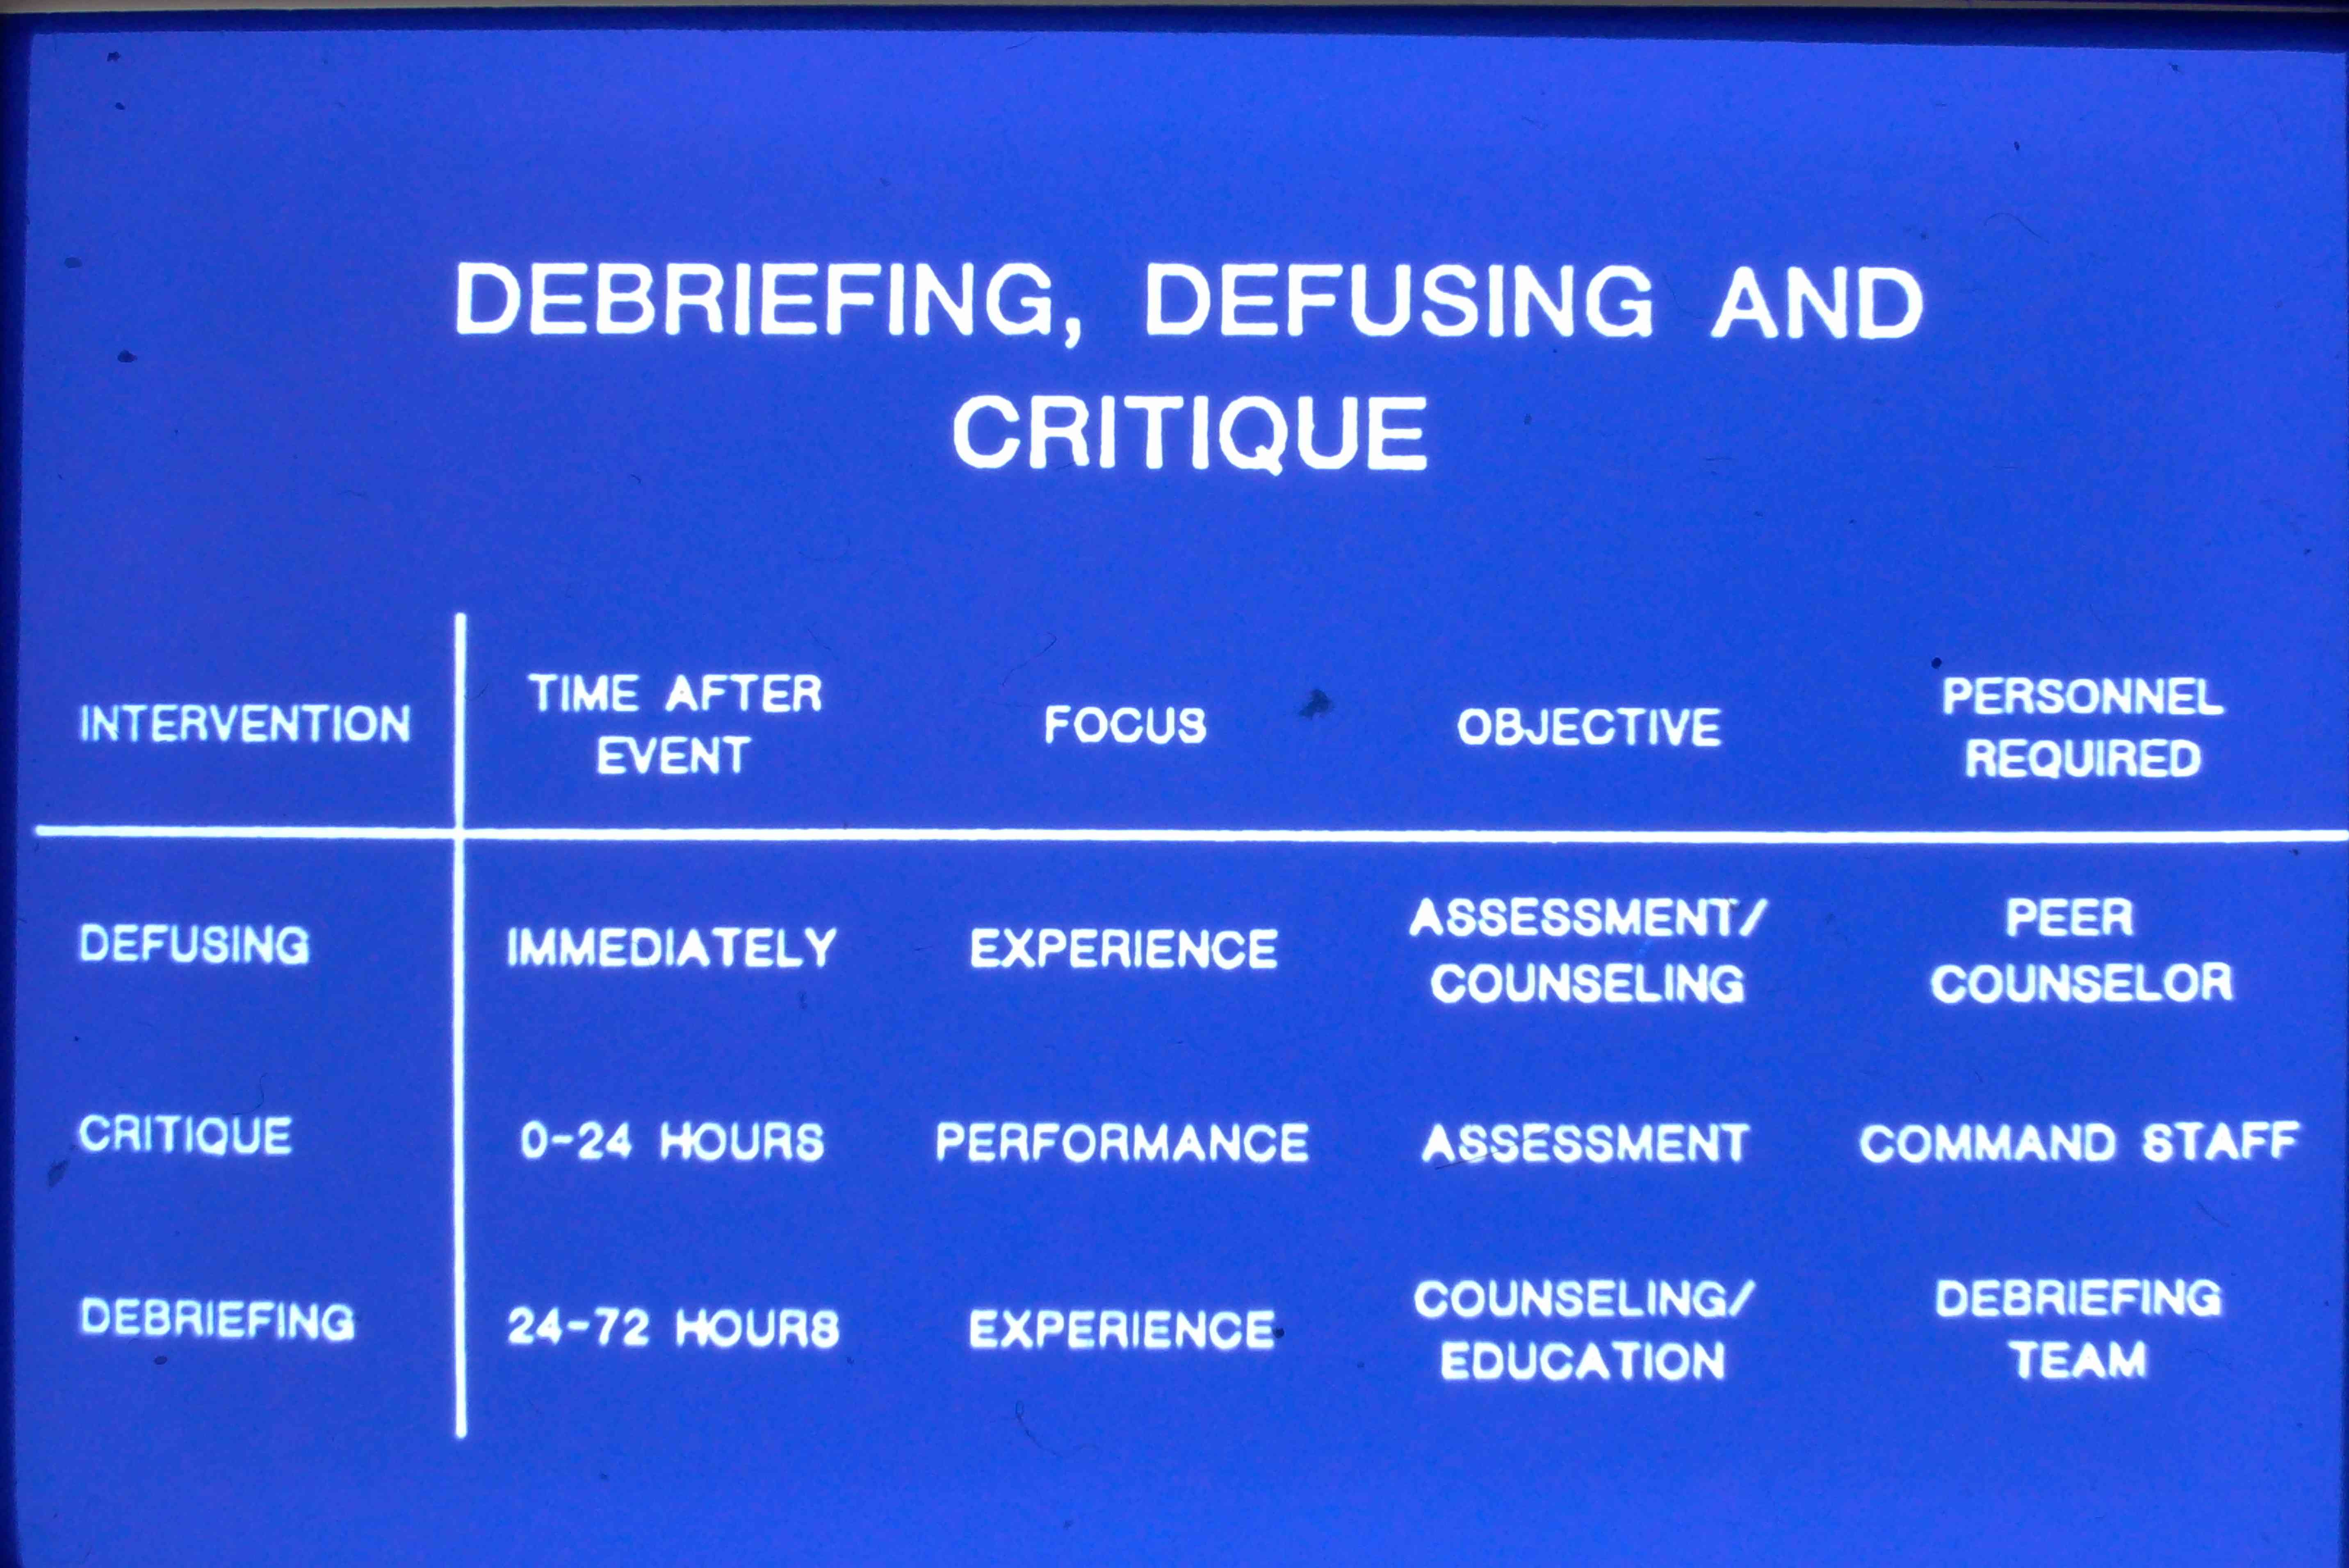 DEBRIEFING, DEFUSING AND
CRITIQUE
INTERVENTION
TIME AFTER
EVENT
FOCUS
OBJECTIVE
PERSONNEL
REQUIRED
DEFUSING
IMMEDIATELY
EXPERIENCE
ASSESSMENT/
COUNSELING
PEER
COUNSELOR
CRITIQUE
0-24 HOURS
PERFORMANCE
ASSESSMENT
COMMAND STAFF
DEBRIEFING
24-72 HOURS
EXPERIENCE
COUNSELING/
EDUCATION
DEBRIEFING
TEAM